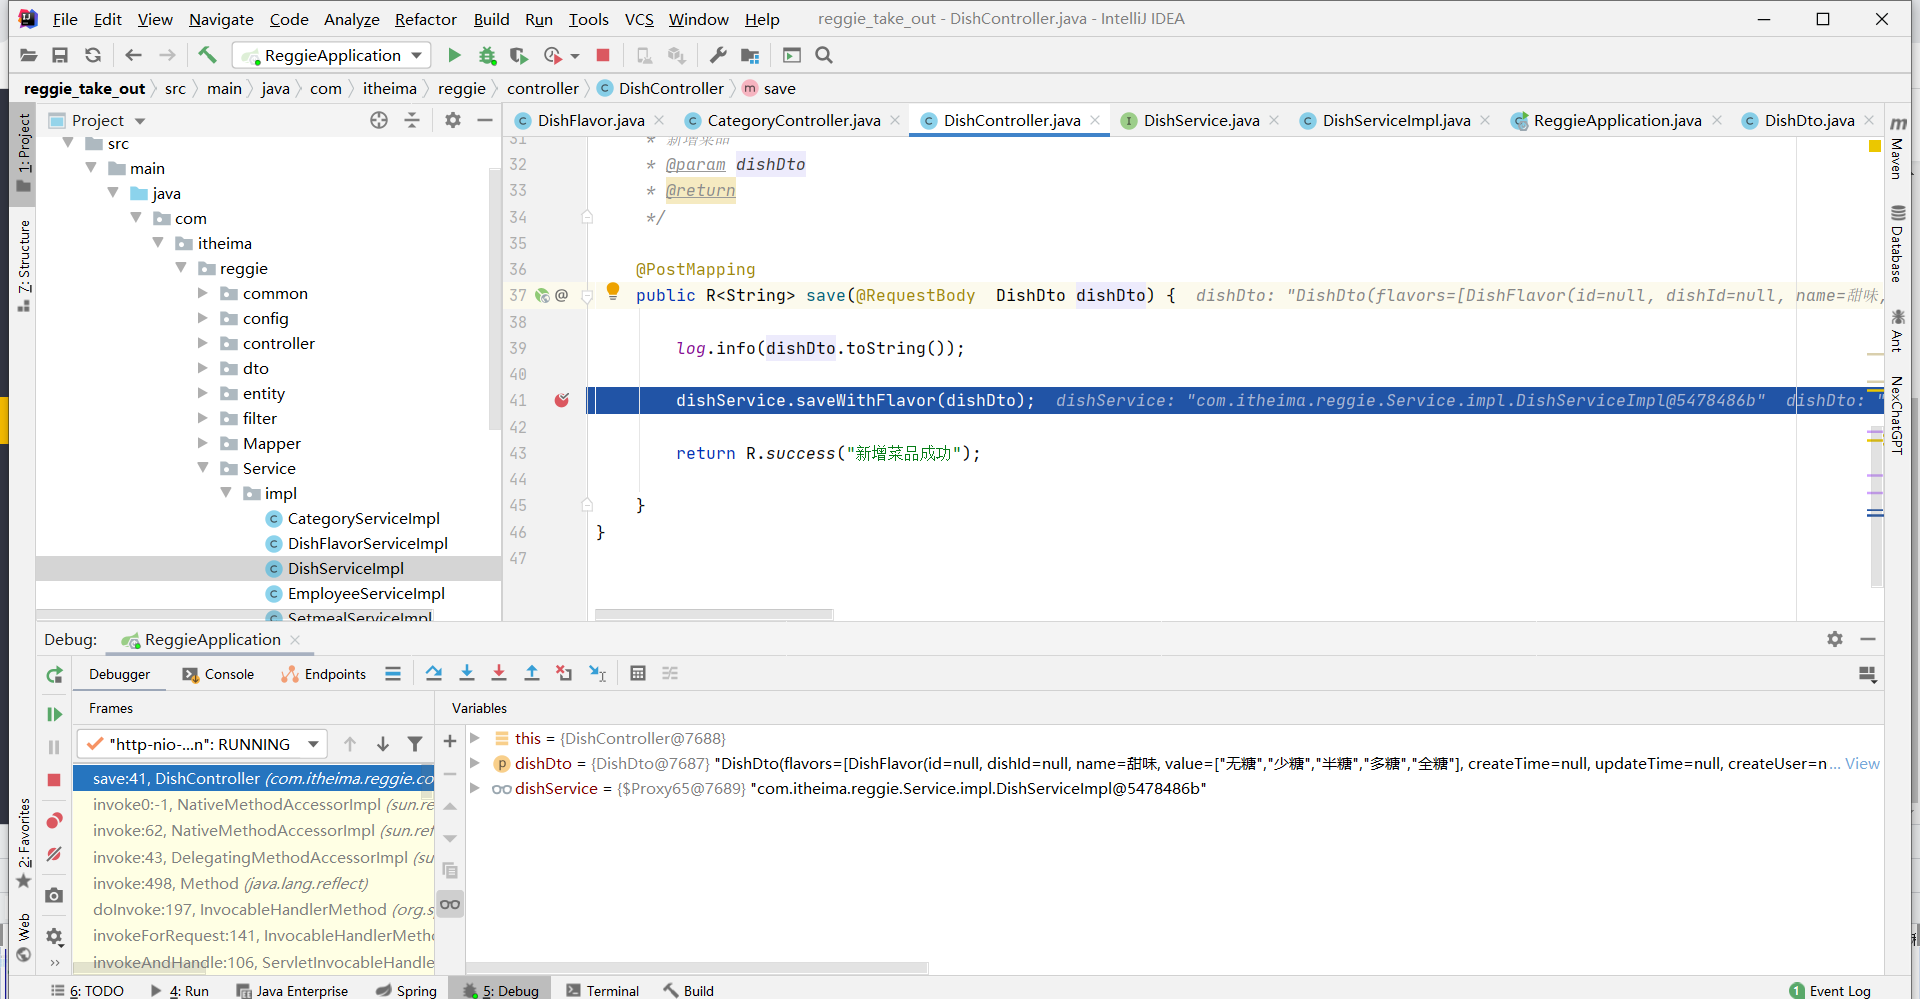 File Edit View Navigate Code Analyze Refactor Build Run Tools VCS Window Help reggie_take_out - DishController.java - IntelliJ IDEA
ReggieApplication
reggie_take_out src main java com itheima reggie controller DishController save
Project
DishFlavor.java CategoryController.java DishController.java DishService.java DishServiceImpl.java ReggieApplication.java DishDto.java
1: Project
Z: Structure
2: Favorites
Web
src
main
java
com
itheima
reggie
common
config
controller
dto
entity
filter
Mapper
Service
impl
CategoryServiceImpl
DishFlavorServiceImpl
DishServiceImpl
EmployeeServiceImpl
SetmealServiceImpl
31 * 新增菜品
32 * @param dishDto
33 * @return
34 */
35
36 @PostMapping
37 public R<String> save(@RequestBody DishDto dishDto) { dishDto: "DishDto(flavors=[DishFlavor(id=null, dishId=null, name=甜味,
38
39 log.info(dishDto.toString());
40
41 dishService.saveWithFlavor(dishDto); dishService: "com.itheima.reggie.Service.impl.DishServiceImpl@5478486b" dishDto: "
42
43 return R.success("新增菜品成功");
44
45 }
46 }
47
Maven
Database
Ant
NexChatGPT
Debug: ReggieApplication
Debugger Console Endpoints
Frames
"http-nio-...n": RUNNING
save:41, DishController (com.itheima.reggie.co
invoke0:-1, NativeMethodAccessorImpl (sun.re
invoke:62, NativeMethodAccessorImpl (sun.ref
invoke:43, DelegatingMethodAccessorImpl (su
invoke:498, Method (java.lang.reflect)
doInvoke:197, InvocableHandlerMethod (org.s
invokeForRequest:141, InvocableHandlerMeth
invokeAndHandle:106, ServletInvocableHandle
Variables
this = {DishController@7688}
dishDto = {DishDto@7687} "DishDto(flavors=[DishFlavor(id=null, dishId=null, name=甜味, value=["无糖","少糖","半糖","多糖","全糖"], createTime=null, updateTime=null, createUser=n... View
dishService = {$Proxy65@7689} "com.itheima.reggie.Service.impl.DishServiceImpl@5478486b"
6: TODO 4: Run Java Enterprise Spring 5: Debug Terminal Build 1 Event Log